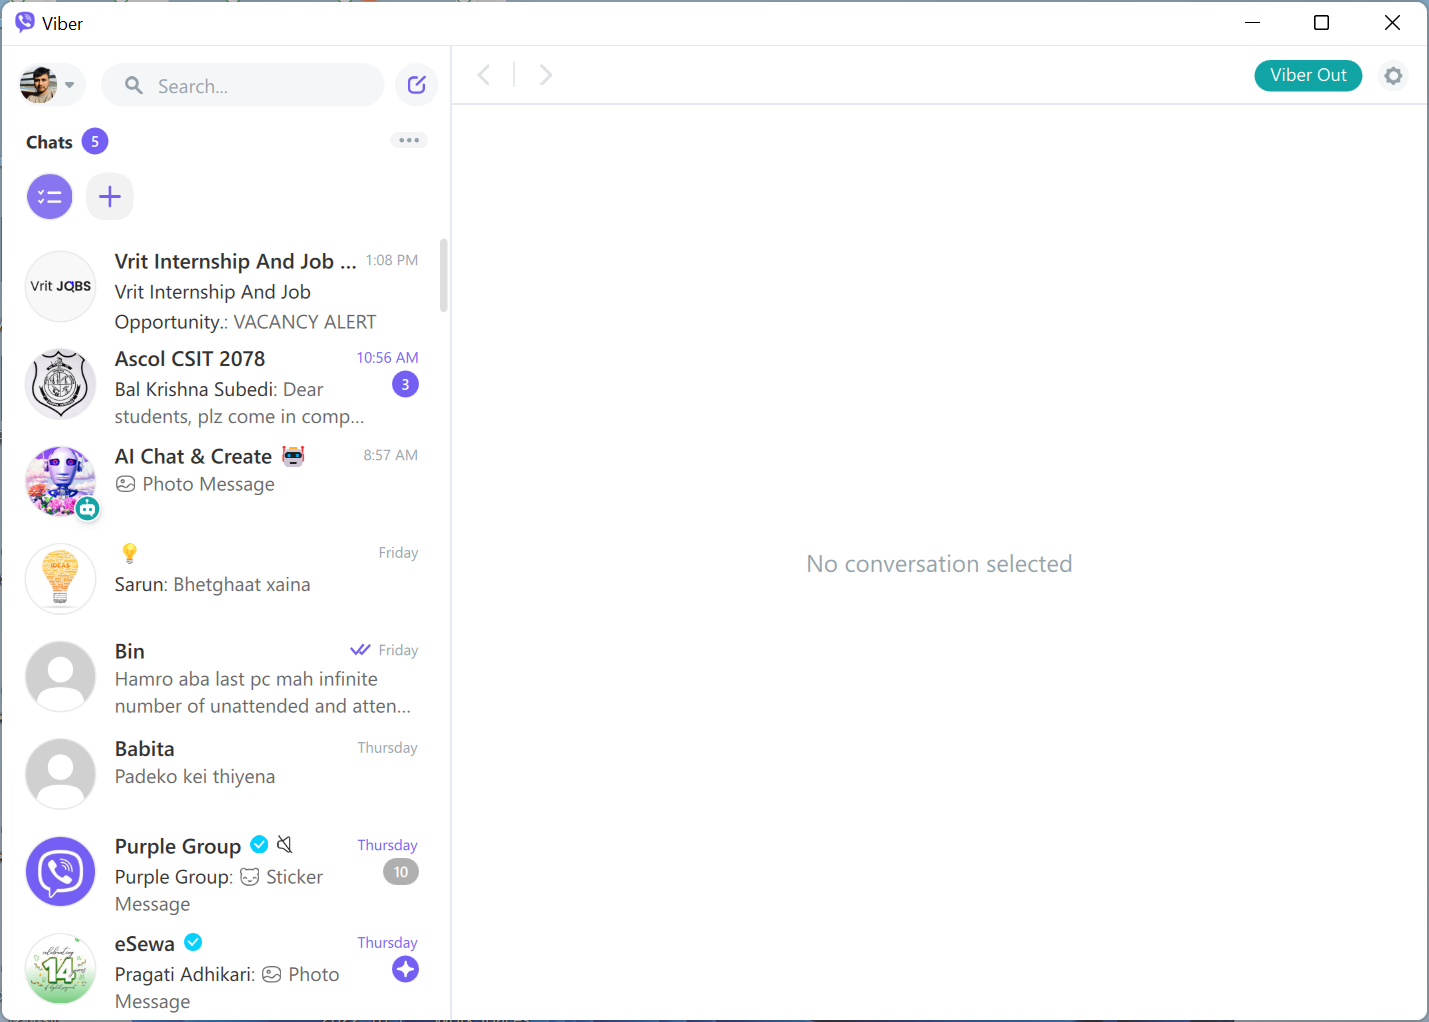 Viber
Search...
Viber Out
Chats 5
Vrit JOBS
Vrit Internship And Job ... 1:08 PM
Vrit Internship And Job
Opportunity.: VACANCY ALERT
Ascol CSIT 2078 10:56 AM
Bal Krishna Subedi: Dear 3
students, plz come in comp...
AI Chat & Create 8:57 AM
Photo Message
No conversation selected
Friday
IDEAS
Sarun: Bhetghaat xaina
Bin Friday
Hamro aba last pc mah infinite
number of unattended and atten...
Babita Thursday
Padeko kei thiyena
Purple Group Thursday
Purple Group: Sticker 10
Message
eSewa Thursday
celebrating
14
Pragati Adhikari: Photo
Message